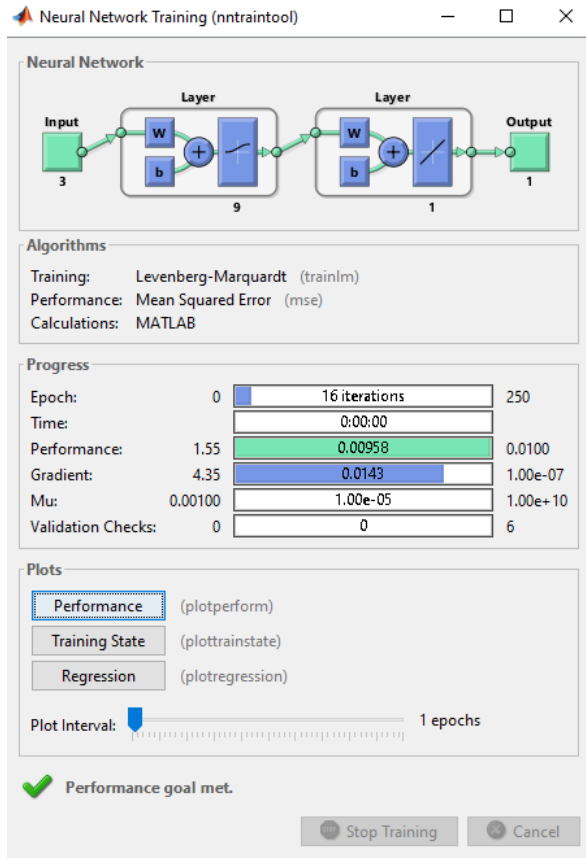 Neural Network Training (nntraintool)
Neural Network
Layer Layer
Input Output
W W
+ +
b b
3 1
9 1
Algorithms
Training: Levenberg-Marquardt (trainlm)
Performance: Mean Squared Error (mse)
Calculations: MATLAB
Progress
Epoch: 0 16 iterations 250
Time: 0:00:00
Performance: 1.55 0.00958 0.0100
Gradient: 4.35 0.0143 1.00e-07
Mu: 0.00100 1.00e-05 1.00e+10
Validation Checks: 0 0 6
Plots
Performance (plotperform)
Training State (plottrainstate)
Regression (plotregression)
Plot Interval: 1 epochs
Performance goal met.
Stop Training Cancel